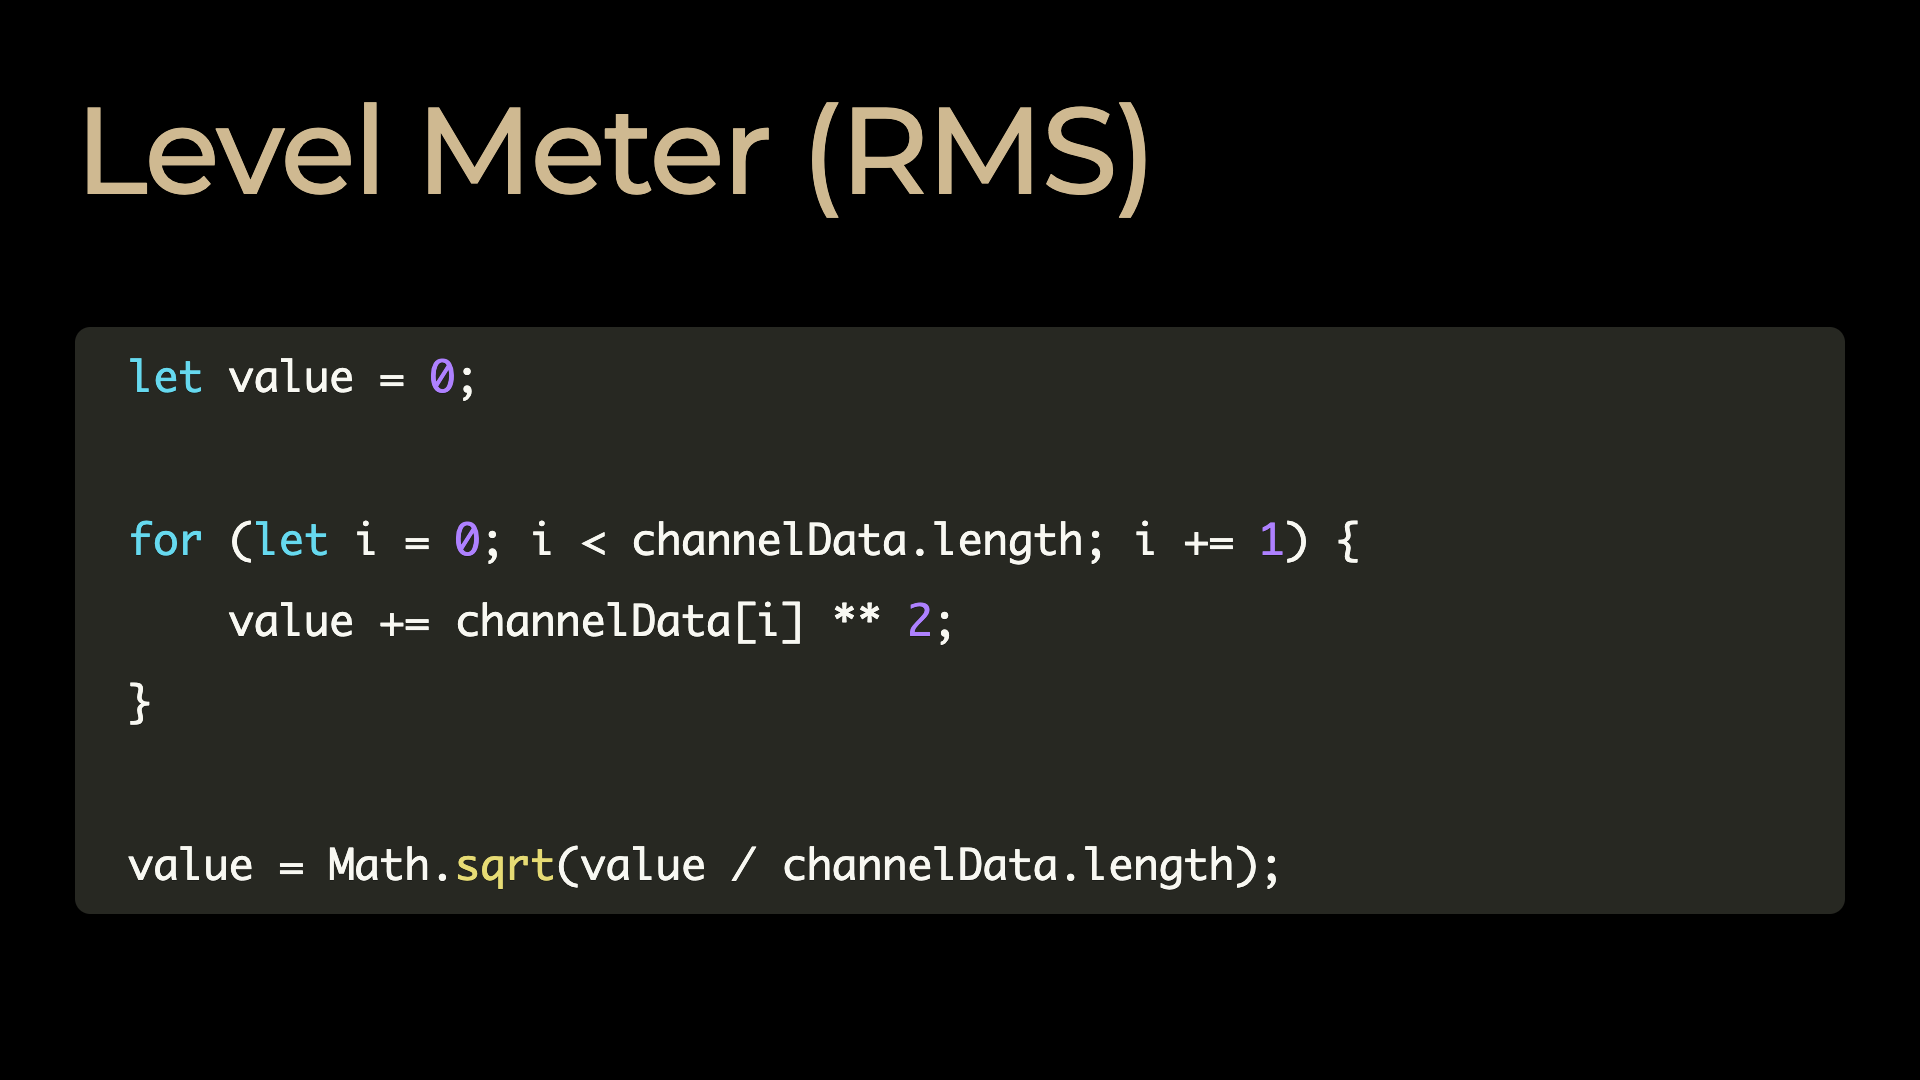 Level Meter (RMS)
let value = 0;
for (let i = 0; i < channelData.length; i += 1) {
    value += channelData[i] ** 2;
}
value = Math.sqrt(value / channelData.length);